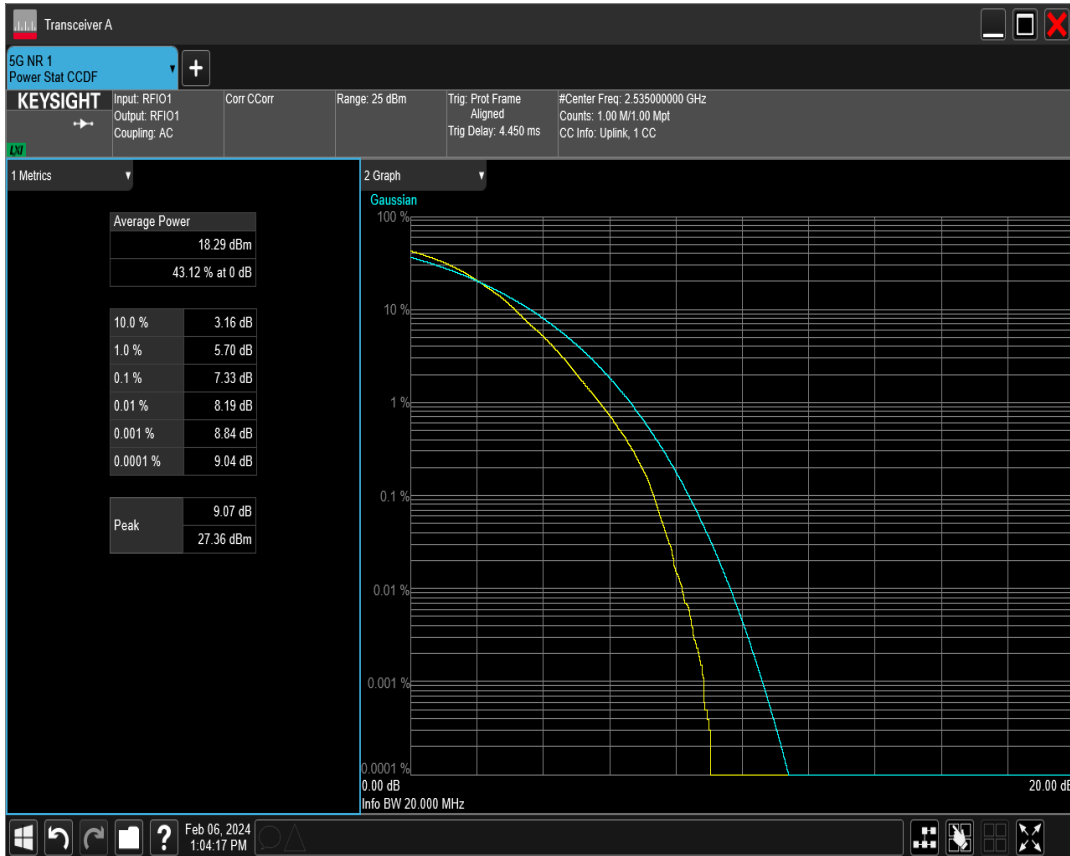 Transceiver A
5G NR 1
Power Stat CCDF
KEYSIGHT
LXI
Input: RFIO1
Output: RFIO1
Coupling: AC
Corr CCorr
Range: 25 dBm
Trig: Prot Frame
Aligned
Trig Delay: 4.450 ms
#Center Freq: 2.535000000 GHz
Counts: 1.00 M/1.00 Mpt
CC Info: Uplink, 1 CC
1 Metrics
Average Power
18.29 dBm
43.12 % at 0 dB
10.0 % 3.16 dB
1.0 % 5.70 dB
0.1 % 7.33 dB
0.01 % 8.19 dB
0.001 % 8.84 dB
0.0001 % 9.04 dB
Peak 9.07 dB
27.36 dBm
2 Graph
Gaussian
100 %
10 %
1 %
0.1 %
0.01 %
0.001 %
0.0001 %
0.00 dB 20.00 dB
Info BW 20.000 MHz
?
Feb 06, 2024
1:04:17 PM